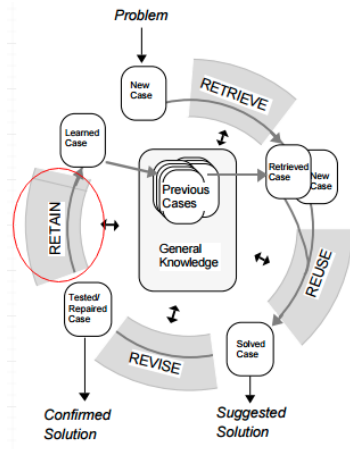 Problem
New
Case
RETRIEVE
Learned
Case
Retrieved
Case
New
Case
Previous
Cases
RETAIN
General
Knowledge
REUSE
Tested/
Repaired
Case
REVISE
Solved
Case
Confirmed
Solution
Suggested
Solution